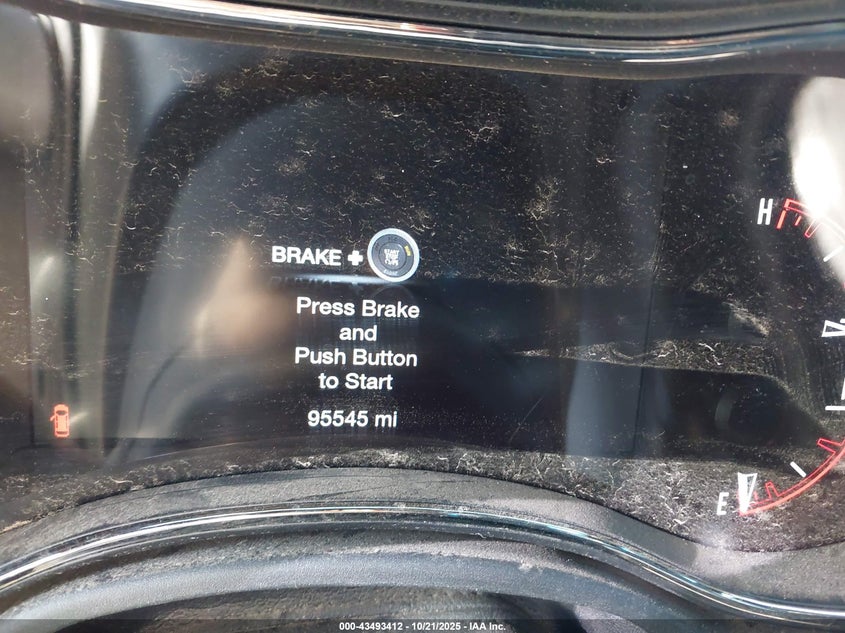 H
BRAKE +
Press Brake
and
Push Button
to Start
95545 mi
E
000-43493412 - 10/21/2025 - IAA Inc.